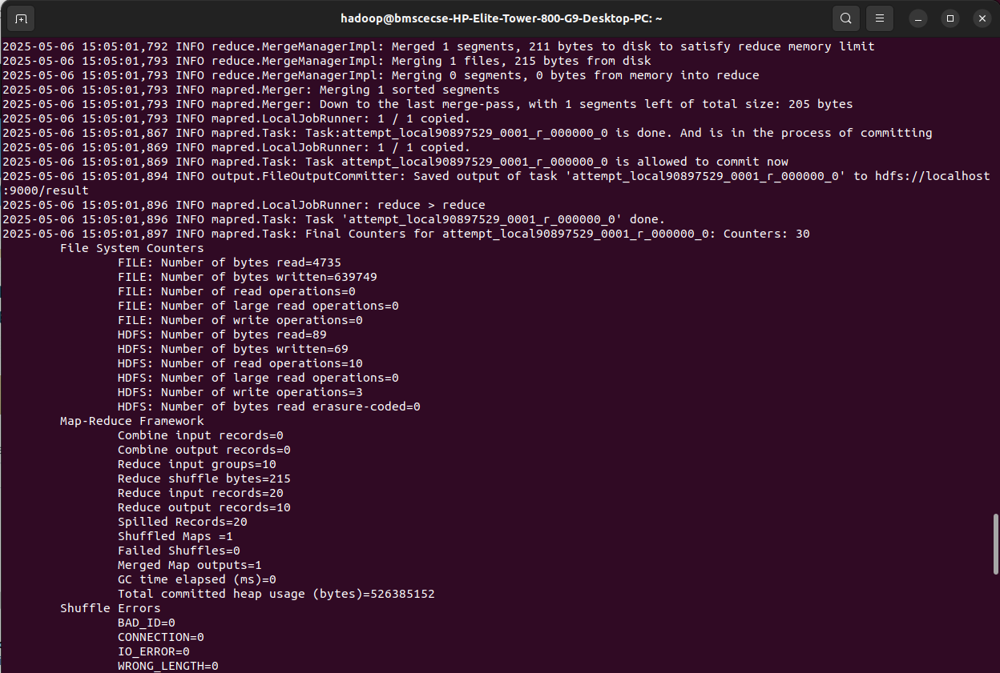 hadoop@bmscecse-HP-Elite-Tower-800-G9-Desktop-PC: ~
2025-05-06 15:05:01,792 INFO reduce.MergeManagerImpl: Merged 1 segments, 211 bytes to disk to satisfy reduce memory limit
2025-05-06 15:05:01,793 INFO reduce.MergeManagerImpl: Merging 1 files, 215 bytes from disk
2025-05-06 15:05:01,793 INFO reduce.MergeManagerImpl: Merging 0 segments, 0 bytes from memory into reduce
2025-05-06 15:05:01,793 INFO mapred.Merger: Merging 1 sorted segments
2025-05-06 15:05:01,793 INFO mapred.Merger: Down to the last merge-pass, with 1 segments left of total size: 205 bytes
2025-05-06 15:05:01,793 INFO mapred.LocalJobRunner: 1 / 1 copied.
2025-05-06 15:05:01,867 INFO mapred.Task: Task:attempt_local90897529_0001_r_000000_0 is done. And is in the process of committing
2025-05-06 15:05:01,869 INFO mapred.LocalJobRunner: 1 / 1 copied.
2025-05-06 15:05:01,869 INFO mapred.Task: Task attempt_local90897529_0001_r_000000_0 is allowed to commit now
2025-05-06 15:05:01,894 INFO output.FileOutputCommitter: Saved output of task 'attempt_local90897529_0001_r_000000_0' to hdfs://localhost
:9000/result
2025-05-06 15:05:01,896 INFO mapred.LocalJobRunner: reduce > reduce
2025-05-06 15:05:01,896 INFO mapred.Task: Task 'attempt_local90897529_0001_r_000000_0' done.
2025-05-06 15:05:01,897 INFO mapred.Task: Final Counters for attempt_local90897529_0001_r_000000_0: Counters: 30
File System Counters
FILE: Number of bytes read=4735
FILE: Number of bytes written=639749
FILE: Number of read operations=0
FILE: Number of large read operations=0
FILE: Number of write operations=0
HDFS: Number of bytes read=89
HDFS: Number of bytes written=69
HDFS: Number of read operations=10
HDFS: Number of large read operations=0
HDFS: Number of write operations=3
HDFS: Number of bytes read erasure-coded=0
Map-Reduce Framework
Combine input records=0
Combine output records=0
Reduce input groups=10
Reduce shuffle bytes=215
Reduce input records=20
Reduce output records=10
Spilled Records=20
Shuffled Maps =1
Failed Shuffles=0
Merged Map outputs=1
GC time elapsed (ms)=0
Total committed heap usage (bytes)=526385152
Shuffle Errors
BAD_ID=0
CONNECTION=0
IO_ERROR=0
WRONG_LENGTH=0